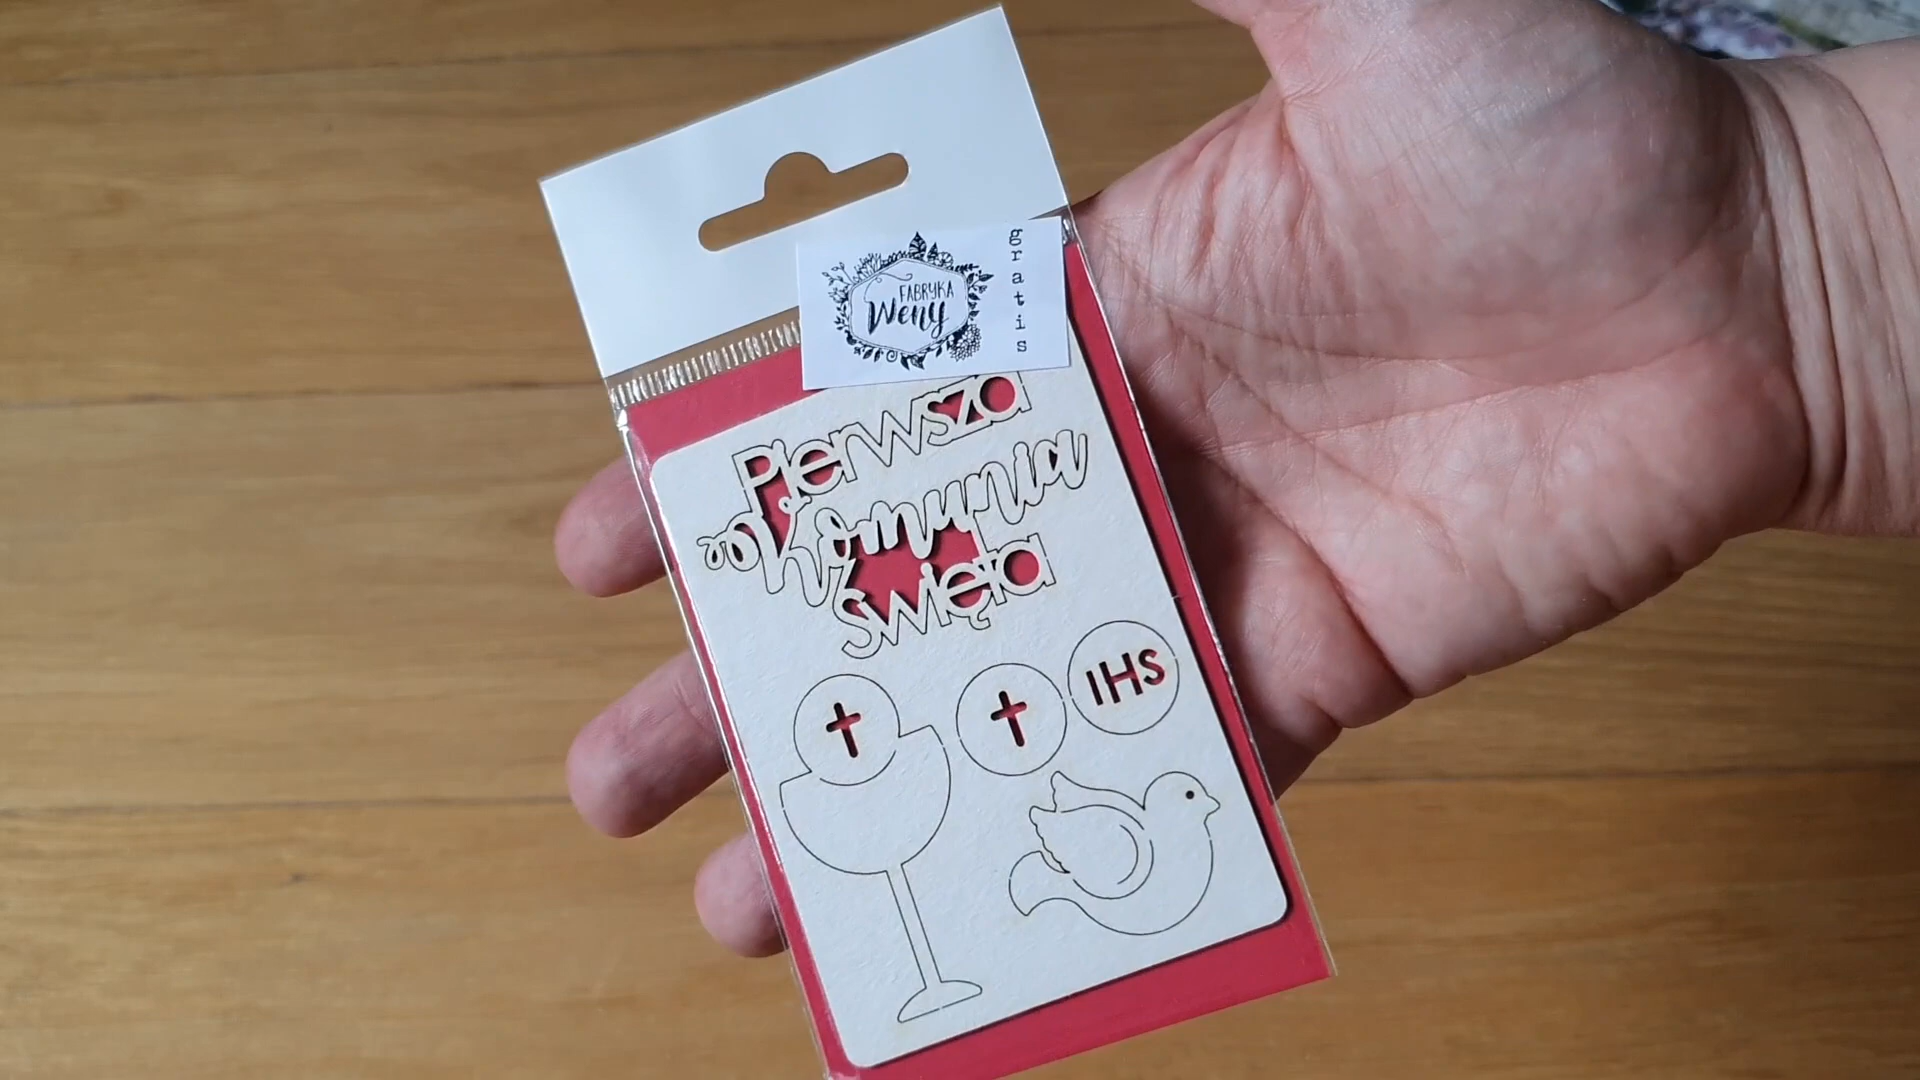 FABRYKA
Weny
gratis
Pierwsza
Komunia
Święta
IHS